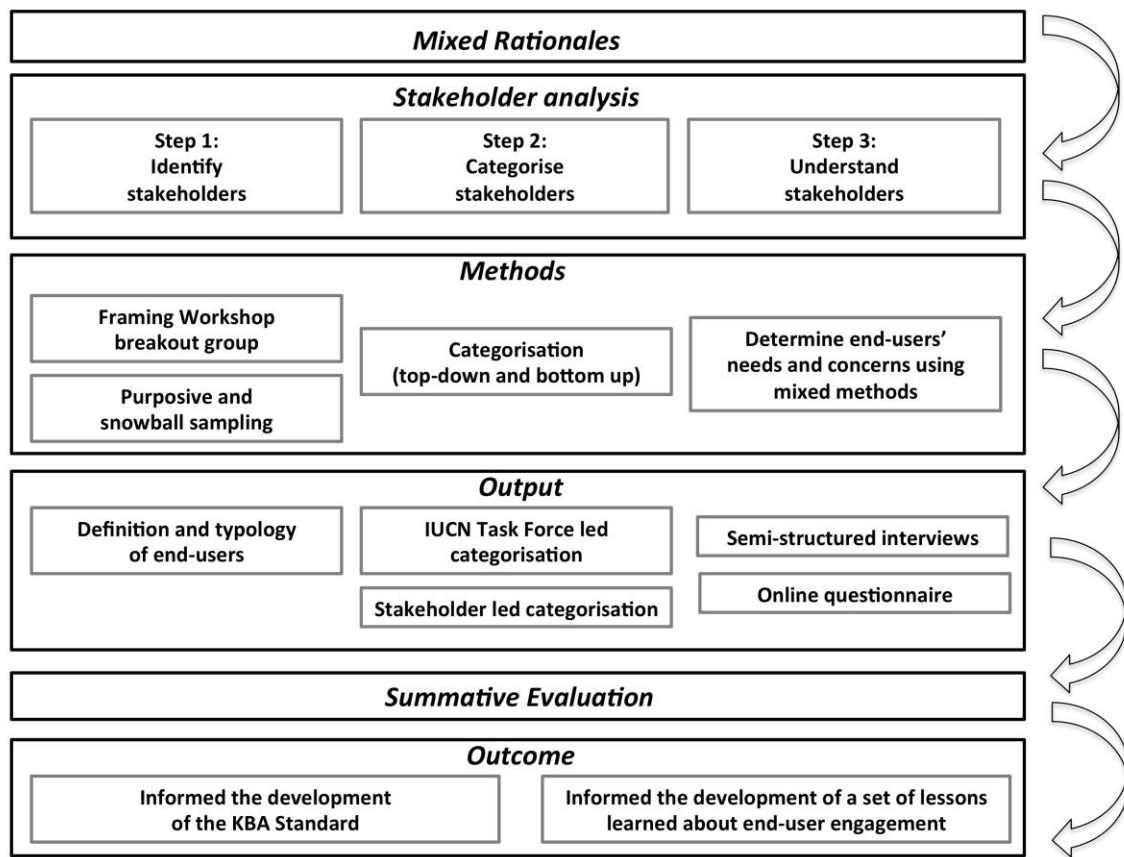 Mixed Rationales
Stakeholder analysis
Step 1:
Identify
stakeholders
Step 2:
Categorise
stakeholders
Step 3:
Understand
stakeholders
Methods
Framing Workshop
breakout group
Purposive and
snowball sampling
Categorisation
(top-down and bottom up)
Determine end-users'
needs and concerns using
mixed methods
Output
Definition and typology
of end-users
IUCN Task Force led
categorisation
Stakeholder led categorisation
Semi-structured interviews
Online questionnaire
Summative Evaluation
Outcome
Informed the development
of the KBA Standard
Informed the development of a set of lessons
learned about end-user engagement